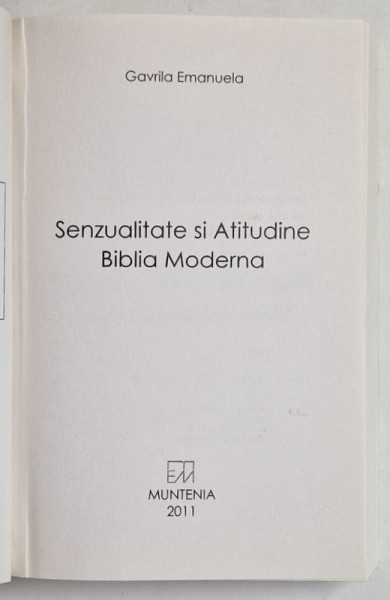 Gavrila Emanuela
Senzualitate si Atitudine
Biblia Moderna
EM
MUNTENIA
2011